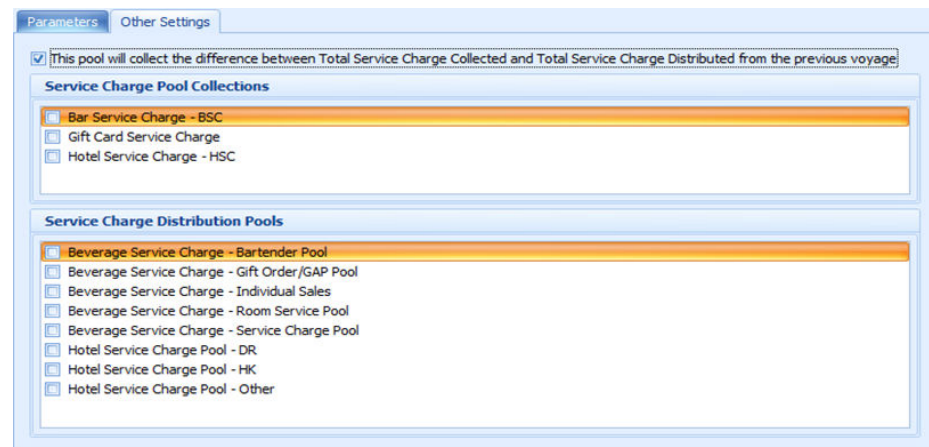 Parameters Other Settings
This pool will collect the difference between Total Service Charge Collected and Total Service Charge Distributed from the previous voyage
Service Charge Pool Collections
Bar Service Charge - BSC
Gift Card Service Charge
Hotel Service Charge - HSC
Service Charge Distribution Pools
Beverage Service Charge - Bartender Pool
Beverage Service Charge - Gift Order/GAP Pool
Beverage Service Charge - Individual Sales
Beverage Service Charge - Room Service Pool
Beverage Service Charge - Service Charge Pool
Hotel Service Charge Pool - DR
Hotel Service Charge Pool - HK
Hotel Service Charge Pool - Other